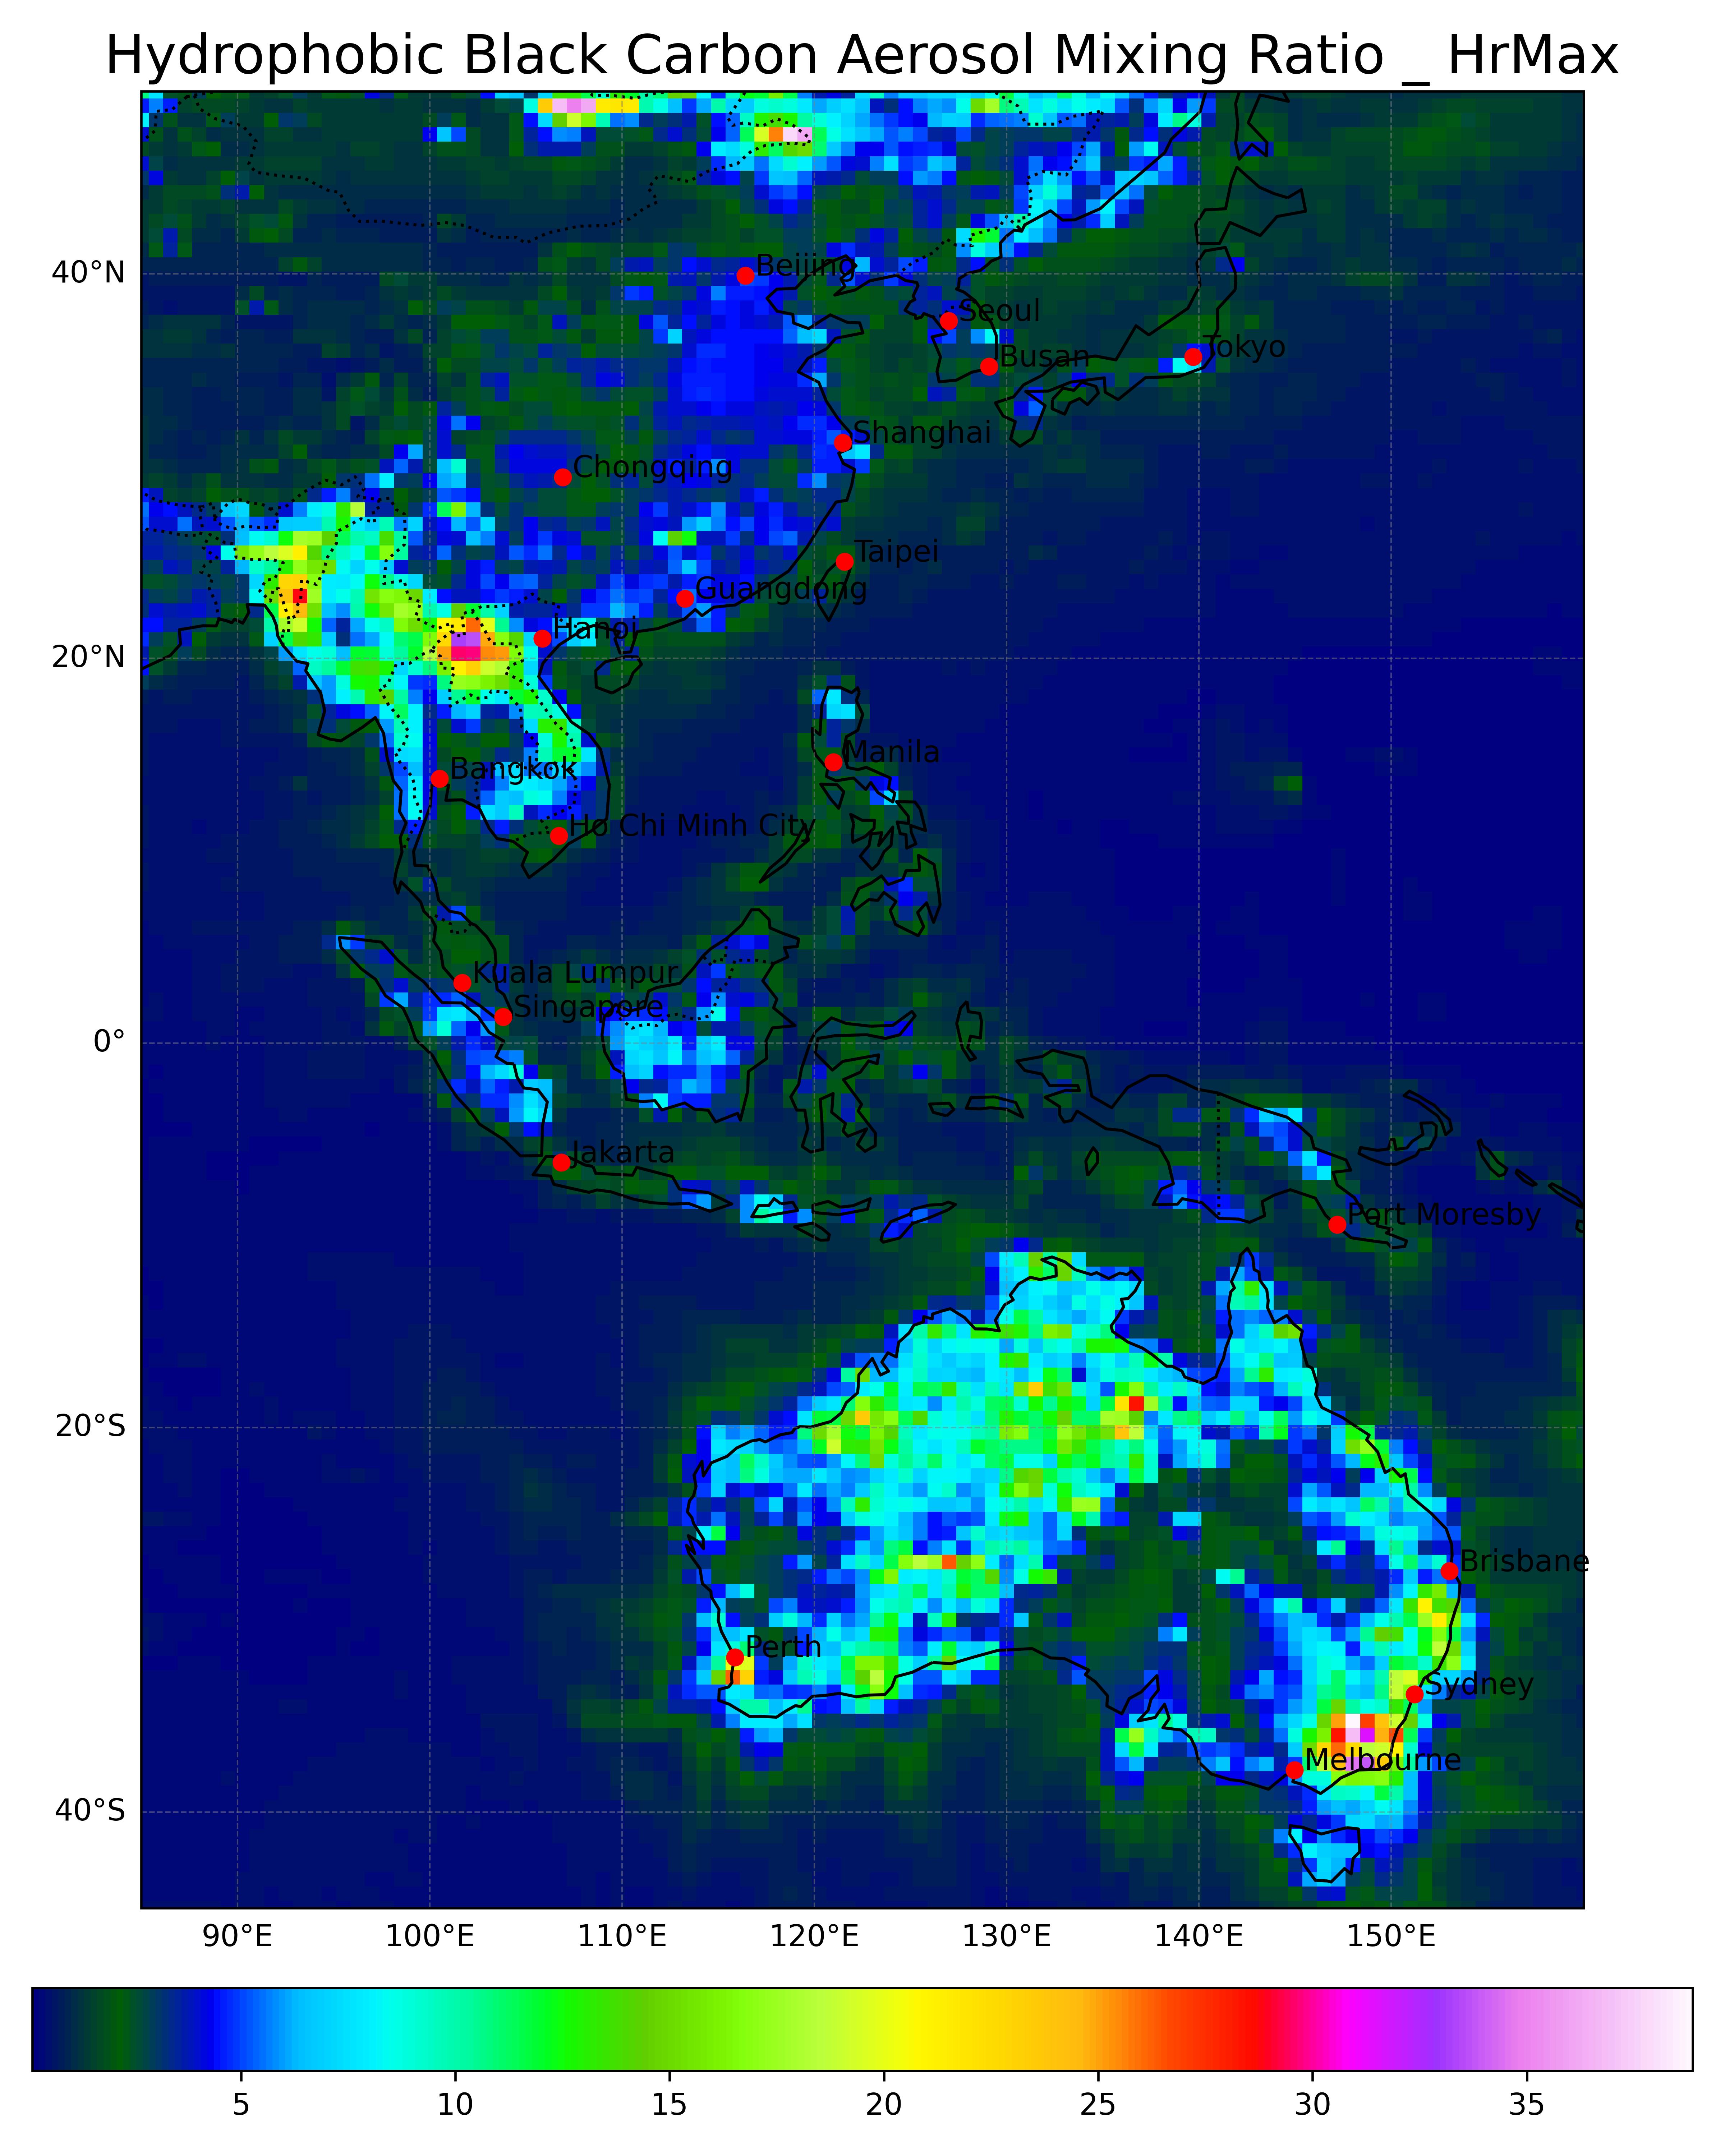 Hydrophobic Black Carbon Aerosol Mixing Ratio _ HrMax
40°N
Beijing
Seoul
Tokyo
Busan
Shanghai
Chongqing
Taipei
Guangdong
Hanoi
20°N
Manila
Bangkok
Ho Chi Minh City
Kuala Lumpur
Singapore
0°
Jakarta
Port Moresby
20°S
Brisbane
Perth
Sydney
Melbourne
40°S
90°E 100°E 110°E 120°E 130°E 140°E 150°E
5 10 15 20 25 30 35